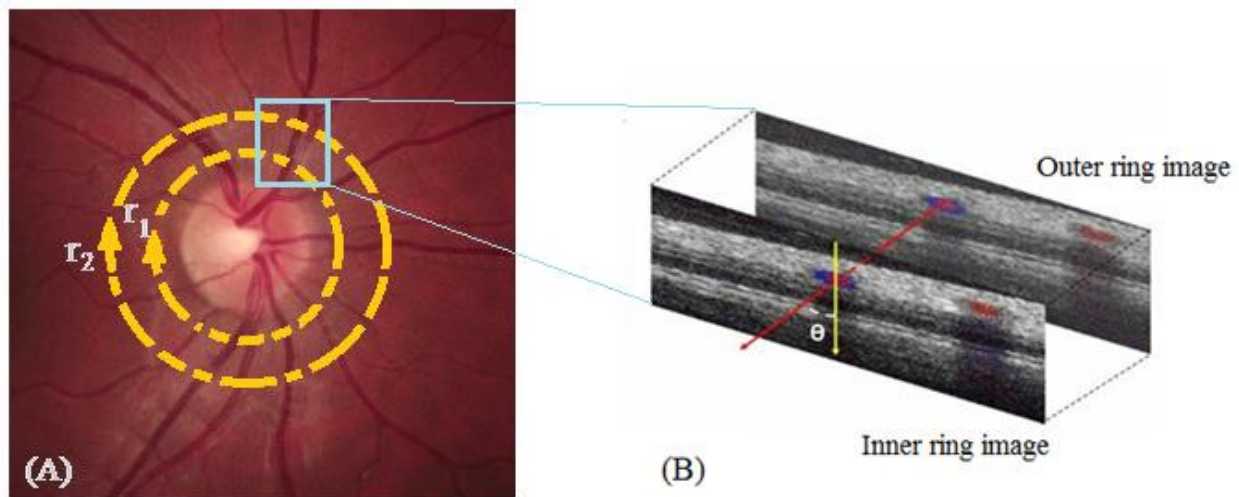 r₁
r₂
(A)
Outer ring image
θ
Inner ring image
(B)